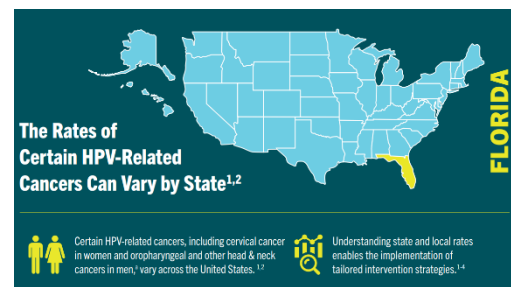 FLORIDA
The Rates of
Certain HPV-Related
Cancers Can Vary by State1,2
Certain HPV-related cancers, including cervical cancer
in women and oropharyngeal and other head & neck
cancers in men,‡ vary across the United States. 1,2
Understanding state and local rates
enables the implementation of
tailored intervention strategies.1-4